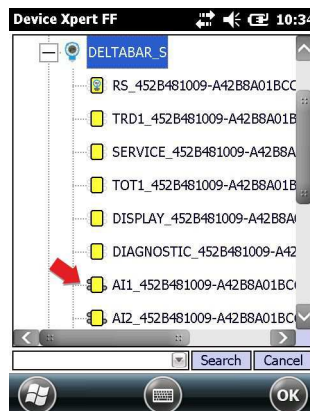 Device Xpert FF 10:34
DELTABAR_S
RS_452B481009-A42B8A01BCC
TRD1_452B481009-A42B8A01B
SERVICE_452B481009-A42B8A
TOT1_452B481009-A42B8A01B
DISPLAY_452B481009-A42B8A0
DIAGNOSTIC_452B481009-A42
AI1_452B481009-A42B8A01BC
AI2_452B481009-A42B8A01BC
Search Cancel
OK